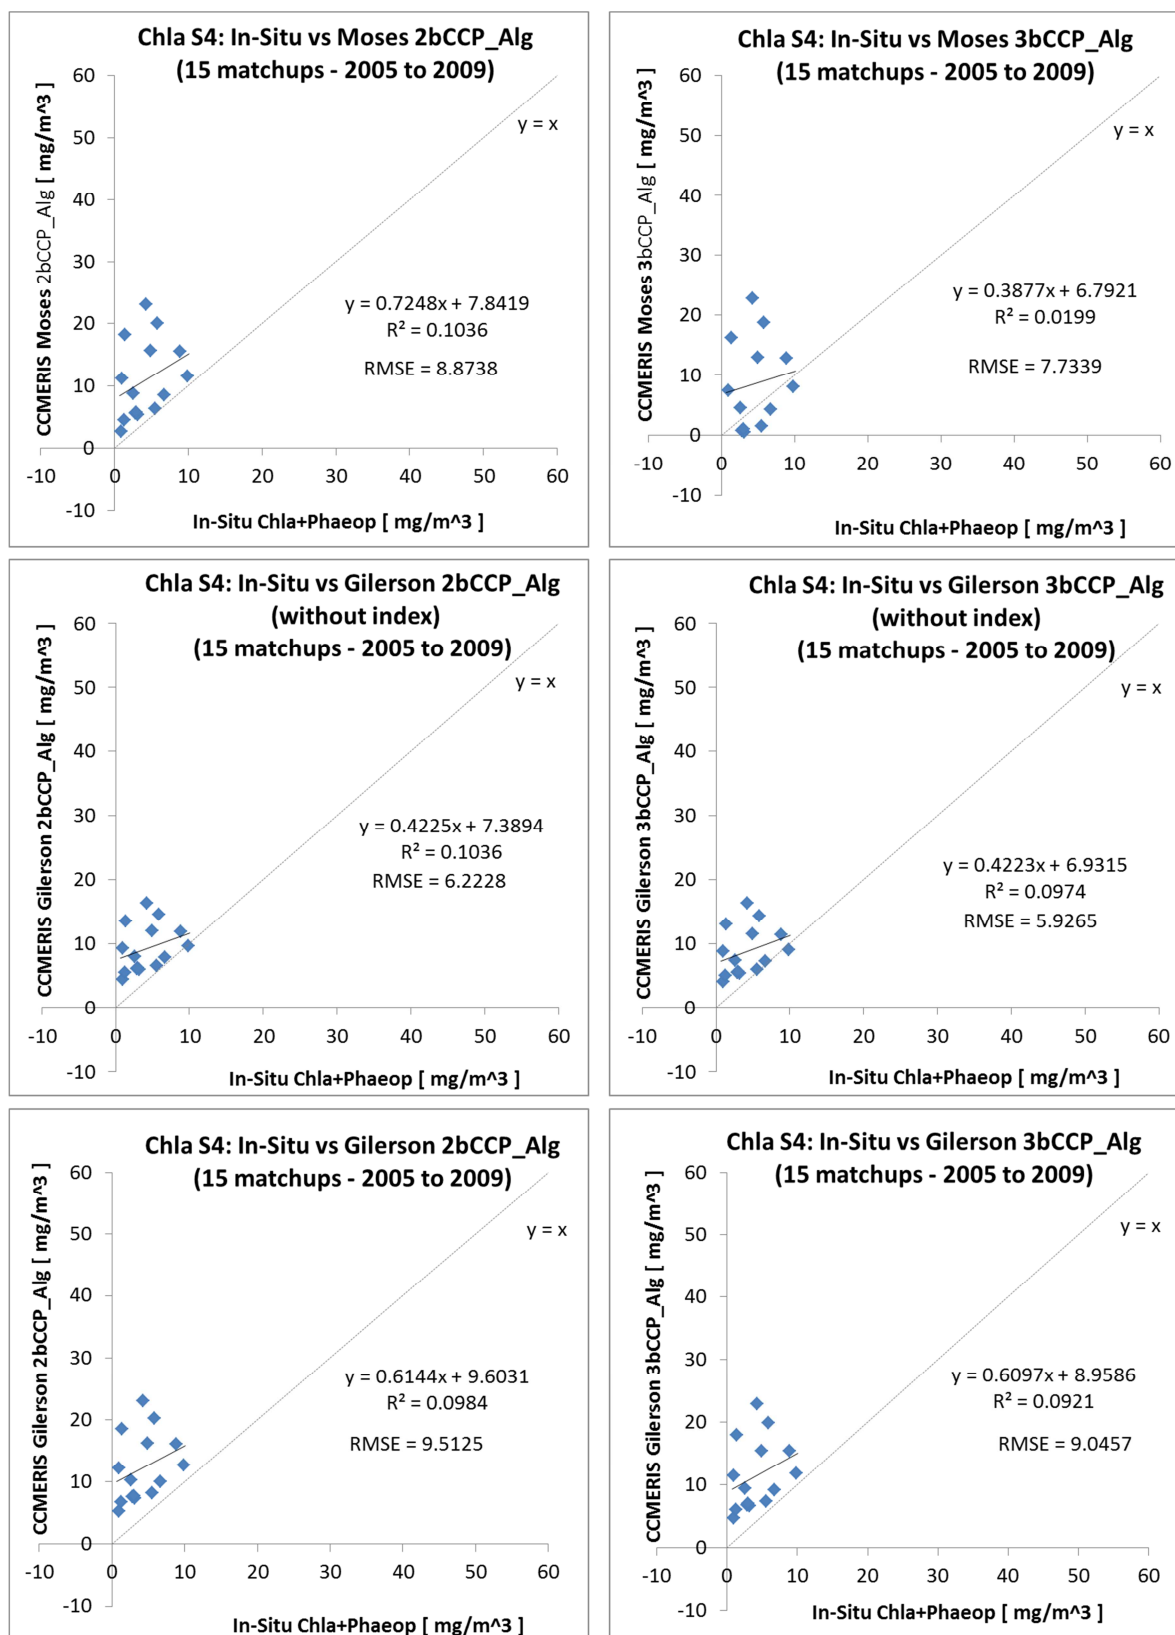 Chla S4: In-Situ vs Moses 2bCCP_Alg
(15 matchups - 2005 to 2009)
CCMERIS Moses 2bCCP_Alg [ mg/m^3 ]
60
50
40
30
20
10
0
-10
-10
0
10
20
30
40
50
60
y = x
y = 0.7248x + 7.8419
R² = 0.1036
RMSE = 8.8738
In-Situ Chla+Phaeop [ mg/m^3 ]
Chla S4: In-Situ vs Moses 3bCCP_Alg
(15 matchups - 2005 to 2009)
CCMERIS Moses 3bCCP_Alg [ mg/m^3 ]
60
50
40
30
20
10
0
-10
-10
0
10
20
30
40
50
60
y = x
y = 0.3877x + 6.7921
R² = 0.0199
RMSE = 7.7339
In-Situ Chla+Phaeop [ mg/m^3 ]
Chla S4: In-Situ vs Gilerson 2bCCP_Alg
(without index)
(15 matchups - 2005 to 2009)
CCMERIS Gilerson 2bCCP_Alg [ mg/m^3 ]
60
50
40
30
20
10
0
-10
-10
0
10
20
30
40
50
60
y = x
y = 0.4225x + 7.3894
R² = 0.1036
RMSE = 6.2228
In-Situ Chla+Phaeop [ mg/m^3 ]
Chla S4: In-Situ vs Gilerson 3bCCP_Alg
(without index)
(15 matchups - 2005 to 2009)
CCMERIS Gilerson 3bCCP_Alg [ mg/m^3 ]
60
50
40
30
20
10
0
-10
-10
0
10
20
30
40
50
60
y = x
y = 0.4223x + 6.9315
R² = 0.0974
RMSE = 5.9265
In-Situ Chla+Phaeop [ mg/m^3 ]
Chla S4: In-Situ vs Gilerson 2bCCP_Alg
(15 matchups - 2005 to 2009)
CCMERIS Gilerson 2bCCP_Alg [ mg/m^3 ]
60
50
40
30
20
10
0
-10
-10
0
10
20
30
40
50
60
y = x
y = 0.6144x + 9.6031
R² = 0.0984
RMSE = 9.5125
In-Situ Chla+Phaeop [ mg/m^3 ]
Chla S4: In-Situ vs Gilerson 3bCCP_Alg
(15 matchups - 2005 to 2009)
CCMERIS Gilerson 3bCCP_Alg [ mg/m^3 ]
60
50
40
30
20
10
0
-10
-10
0
10
20
30
40
50
60
y = x
y = 0.6097x + 8.9586
R² = 0.0921
RMSE = 9.0457
In-Situ Chla+Phaeop [ mg/m^3 ]